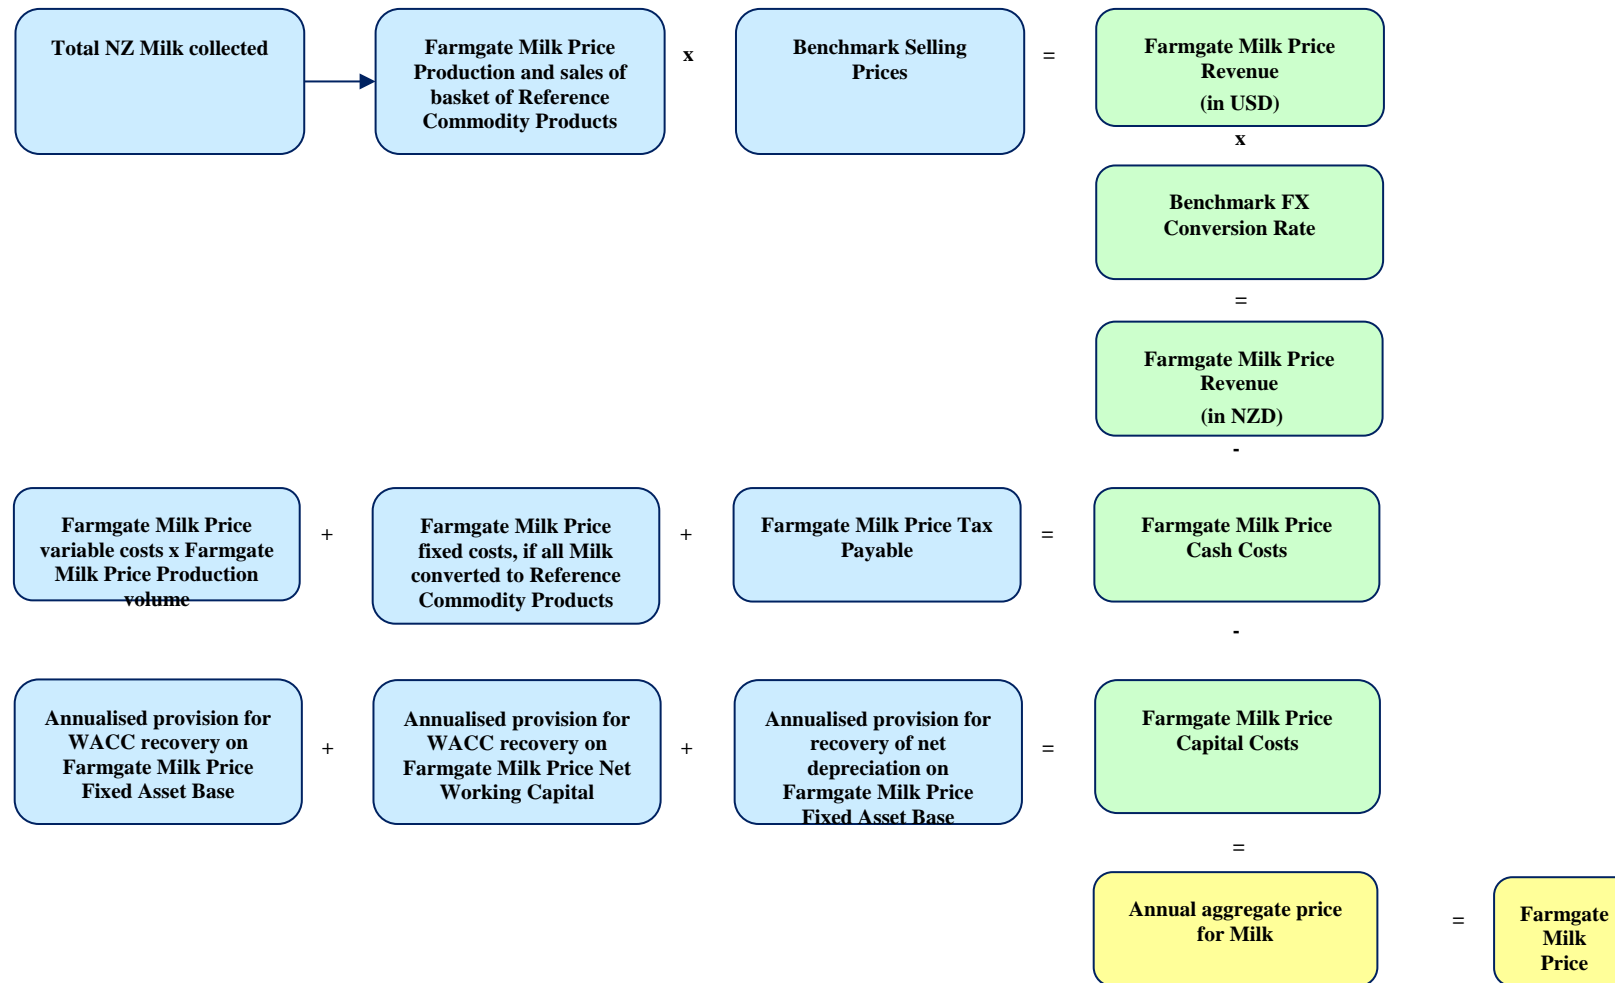 Total NZ Milk collected
Farmgate Milk Price
Production and sales of
basket of Reference
Commodity Products
x
Benchmark Selling
Prices
=
Farmgate Milk Price
Revenue
(in USD)
x
Benchmark FX
Conversion Rate
=
Farmgate Milk Price
Revenue
(in NZD)
-
Farmgate Milk Price
variable costs x Farmgate
Milk Price Production
volume
+
Farmgate Milk Price
fixed costs, if all Milk
converted to Reference
Commodity Products
+
Farmgate Milk Price Tax
Payable
=
Farmgate Milk Price
Cash Costs
-
Annualised provision for
WACC recovery on
Farmgate Milk Price
Fixed Asset Base
+
Annualised provision for
WACC recovery on
Farmgate Milk Price Net
Working Capital
+
Annualised provision for
recovery of net
depreciation on
Farmgate Milk Price
Fixed Asset Base
=
Farmgate Milk Price
Capital Costs
=
Annual aggregate price
for Milk
=
Farmgate
Milk
Price